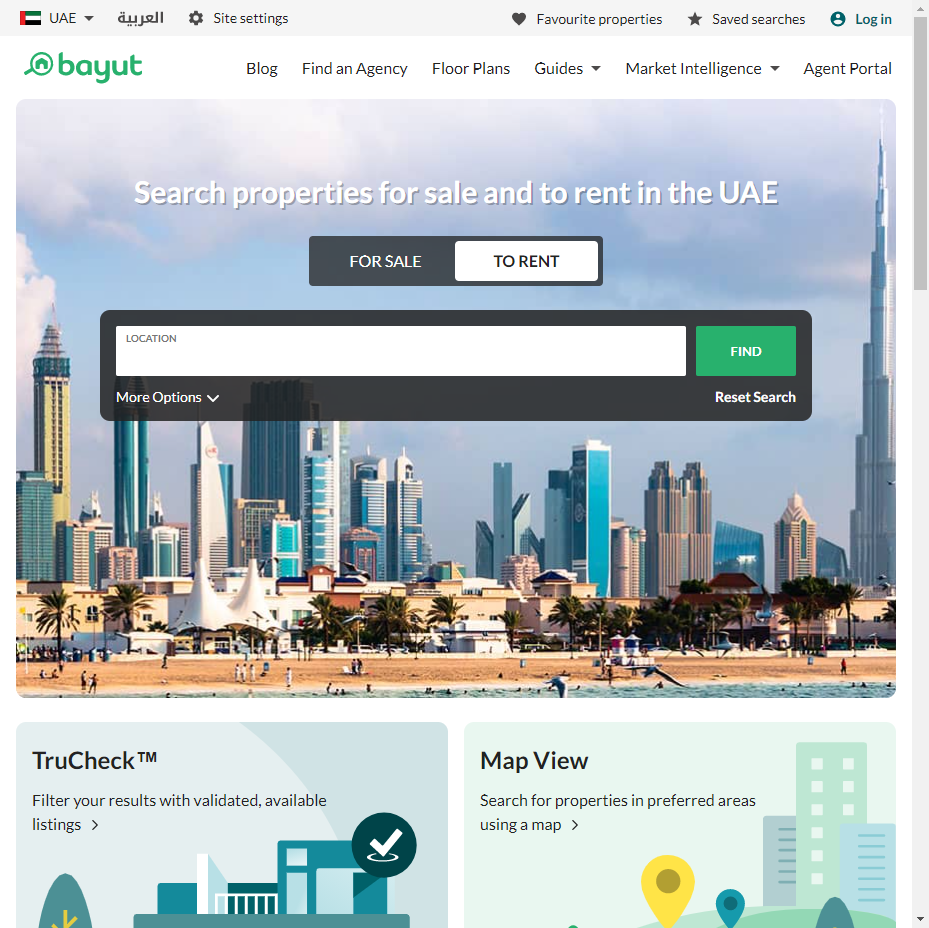 UAE
العربية
Site settings
Favourite properties
Saved searches
Log in
bayut
Blog
Find an Agency
Floor Plans
Guides
Market Intelligence
Agent Portal
Search properties for sale and to rent in the UAE
FOR SALE
TO RENT
LOCATION
FIND
More Options
Reset Search
TruCheck™
Filter your results with validated, available
listings
Map View
Search for properties in preferred areas
using a map